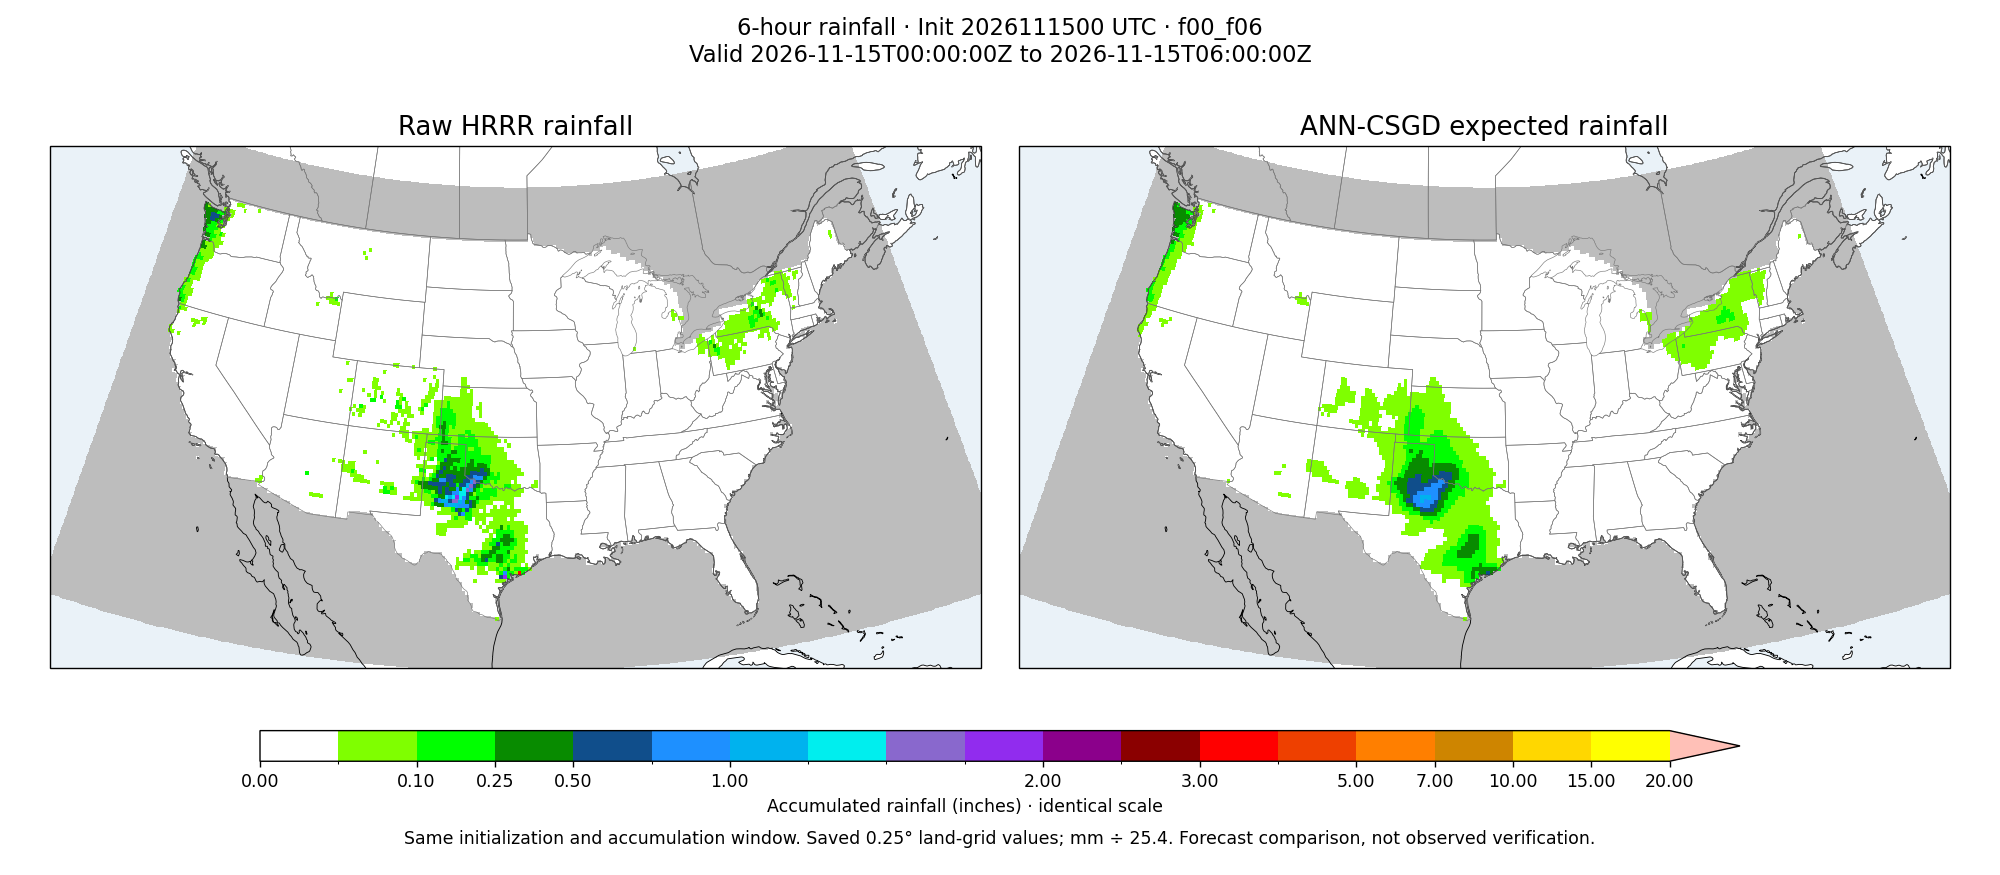 6-hour rainfall · Init 2026111500 UTC · f00_f06
Valid 2026-11-15T00:00:00Z to 2026-11-15T06:00:00Z
Raw HRRR rainfall
ANN-CSGD expected rainfall
0.00 0.10 0.25 0.50 1.00 2.00 3.00 5.00 7.00 10.00 15.00 20.00
Accumulated rainfall (inches) · identical scale
Same initialization and accumulation window. Saved 0.25° land-grid values; mm ÷ 25.4. Forecast comparison, not observed verification.